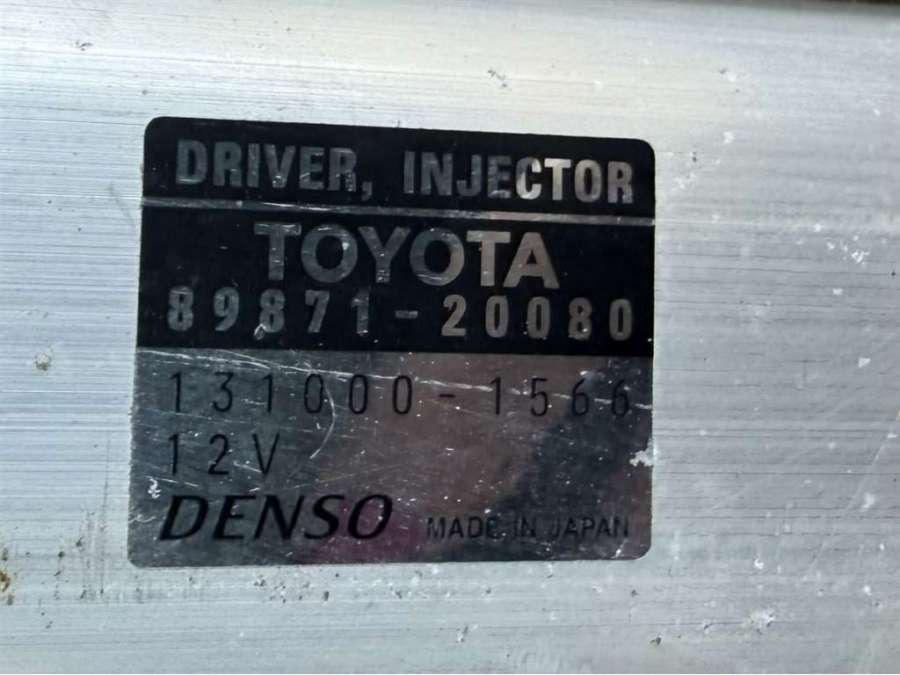 DRIVER, INJECTOR
TOYOTA
89871-20080
131000-1566
12V
DENSO MADE IN JAPAN